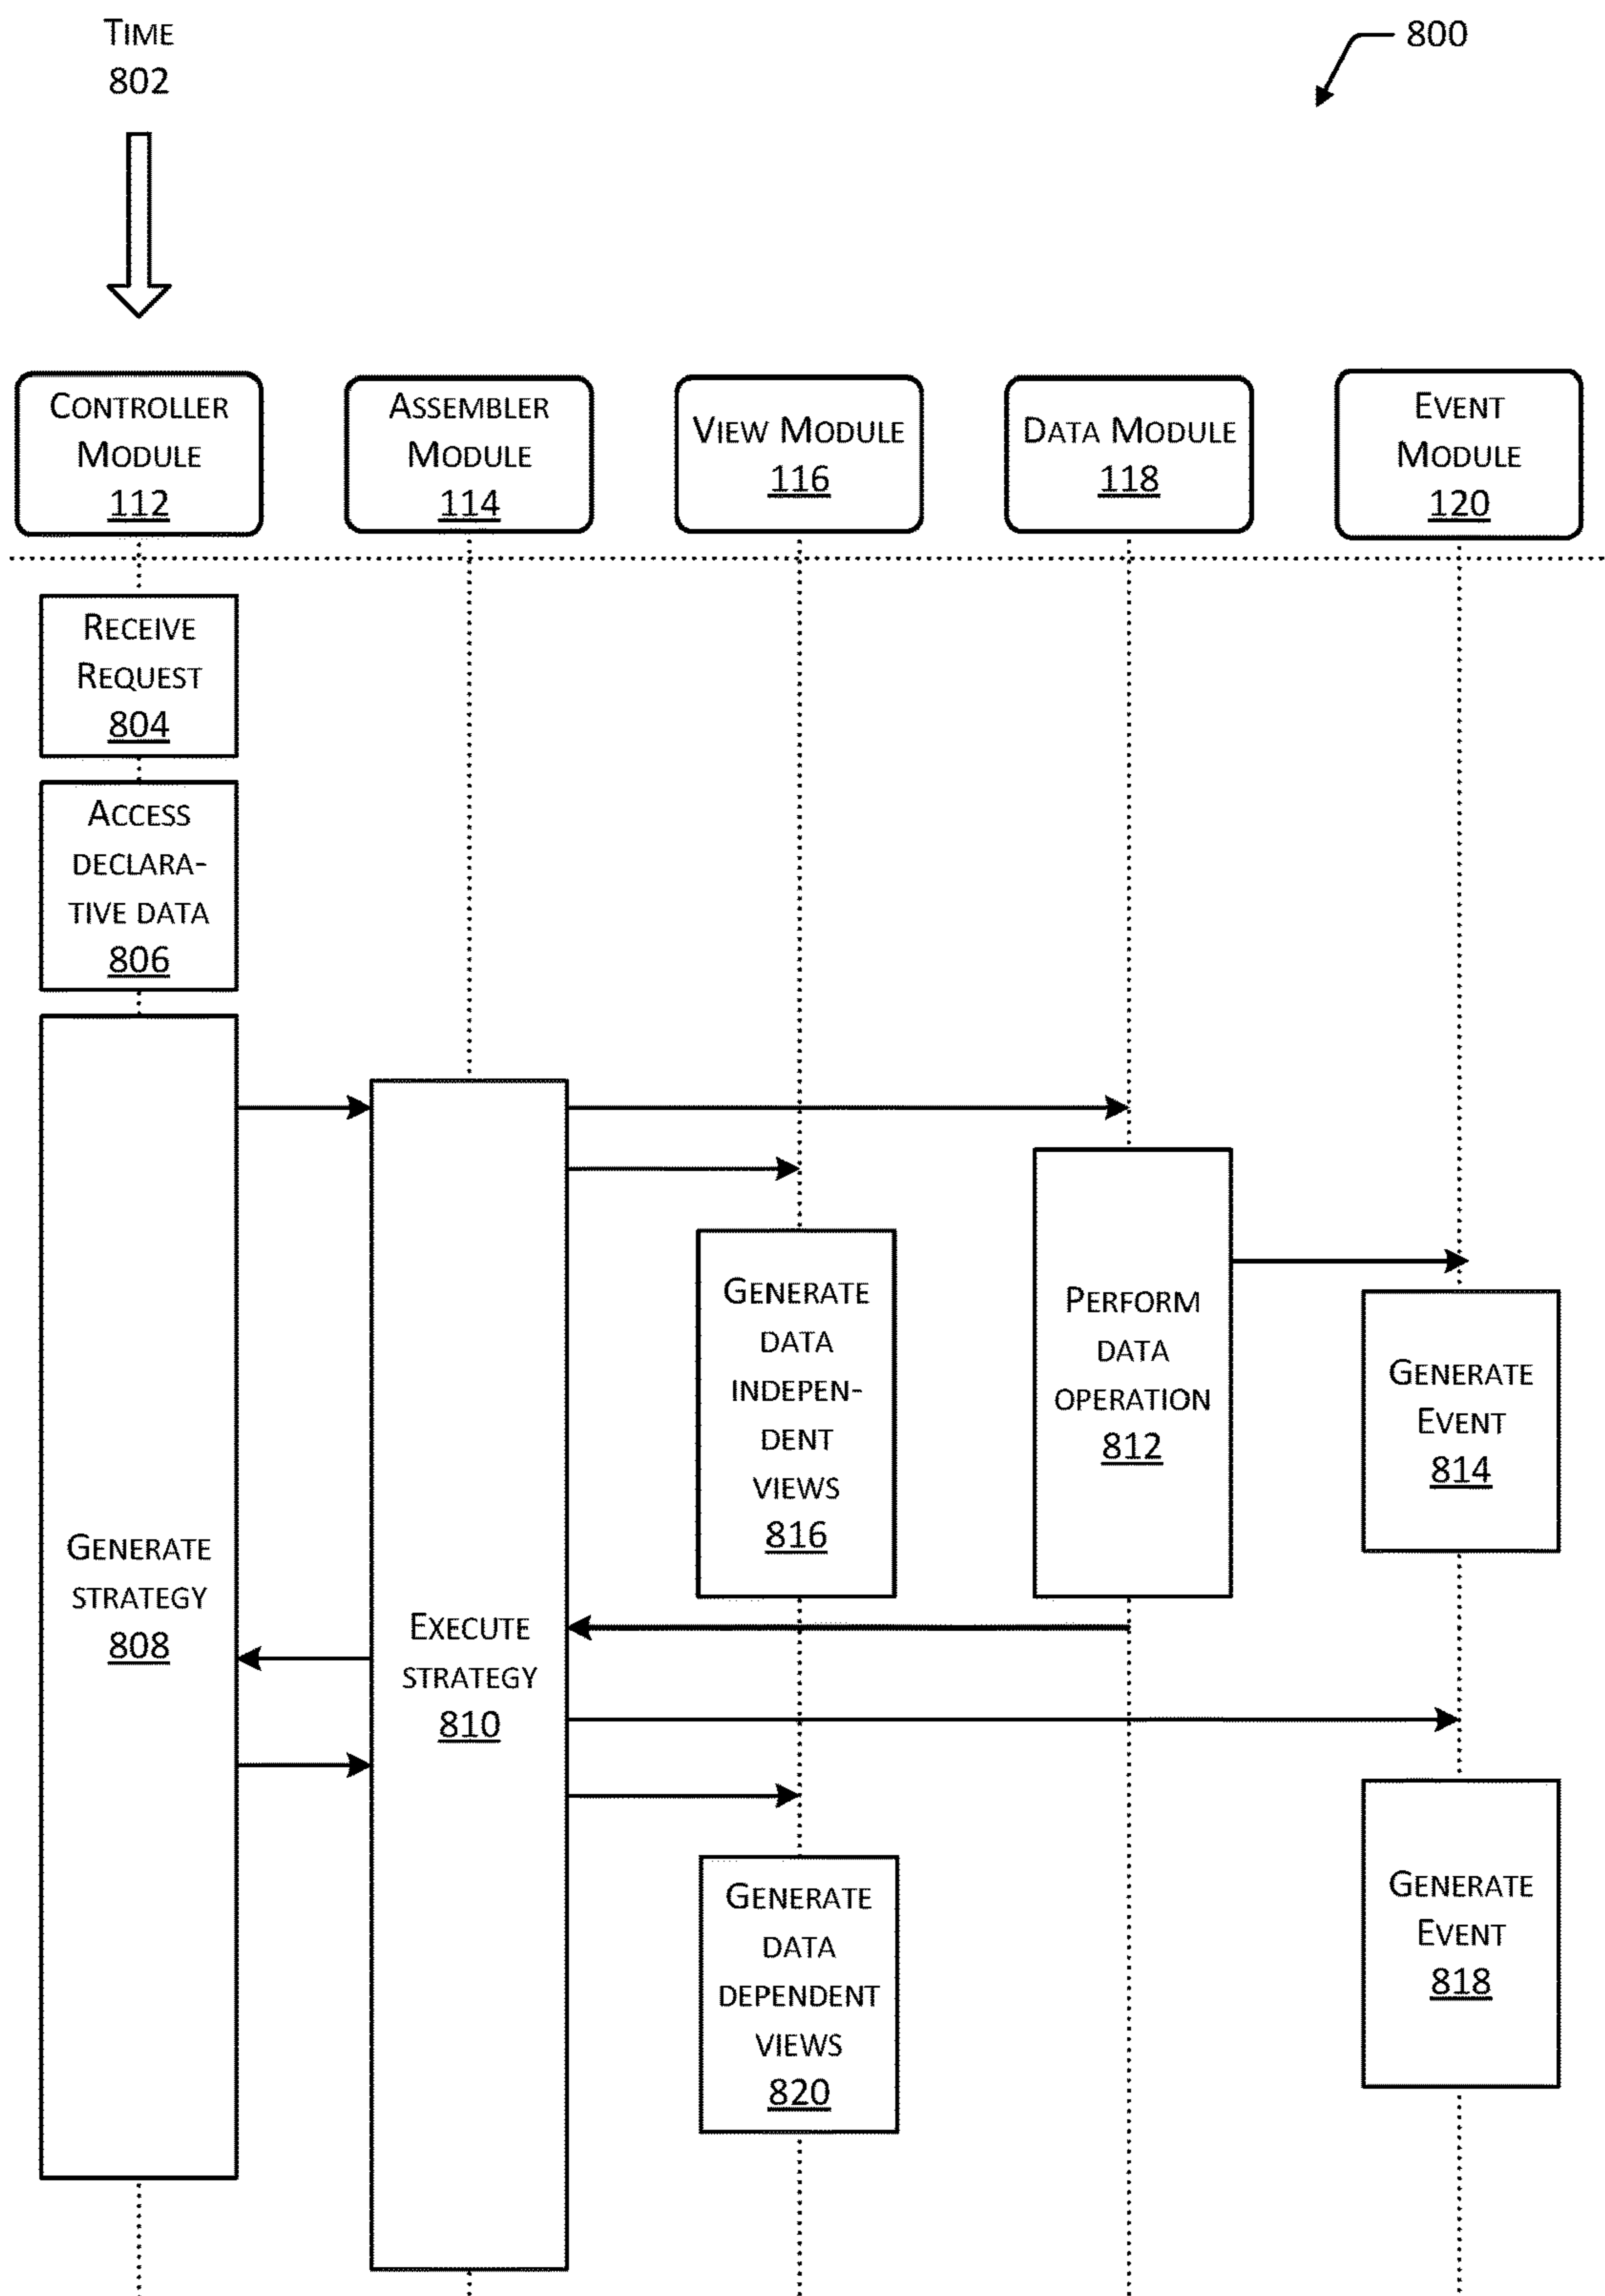 TIME
802
800
CONTROLLER
MODULE
112
ASSEMBLER
MODULE
114
VIEW MODULE
116
DATA MODULE
118
EVENT
MODULE
120
RECEIVE
REQUEST
804
ACCESS
DECLARA-
TIVE DATA
806
GENERATE
STRATEGY
808
EXECUTE
STRATEGY
810
GENERATE
DATA
INDEPEN-
DENT
VIEWS
816
PERFORM
DATA
OPERATION
812
GENERATE
EVENT
814
GENERATE
DATA
DEPENDENT
VIEWS
820
GENERATE
EVENT
818